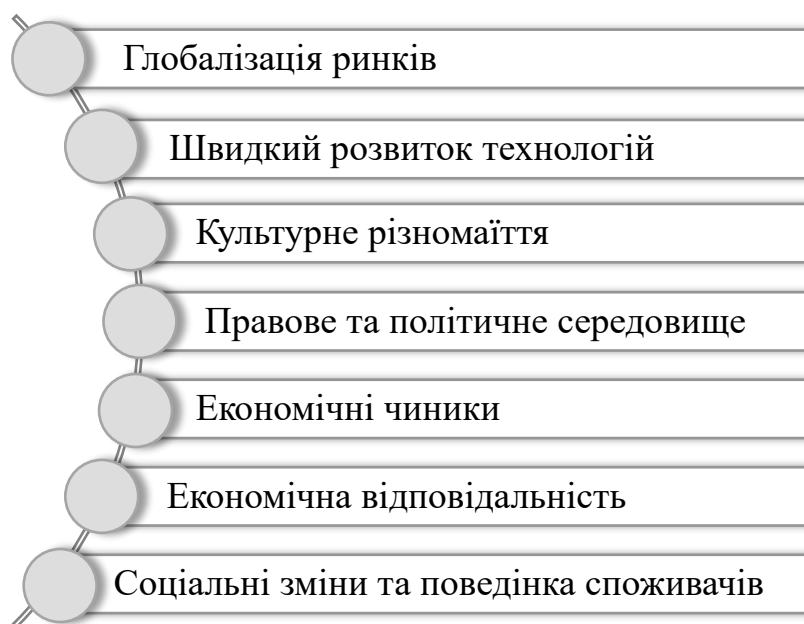 Глобалізація ринків
Швидкий розвиток технологій
Культурне різномаїття
Правове та політичне середовище
Економічні чиники
Економічна відповідальність
Соціальні зміни та поведінка споживачів